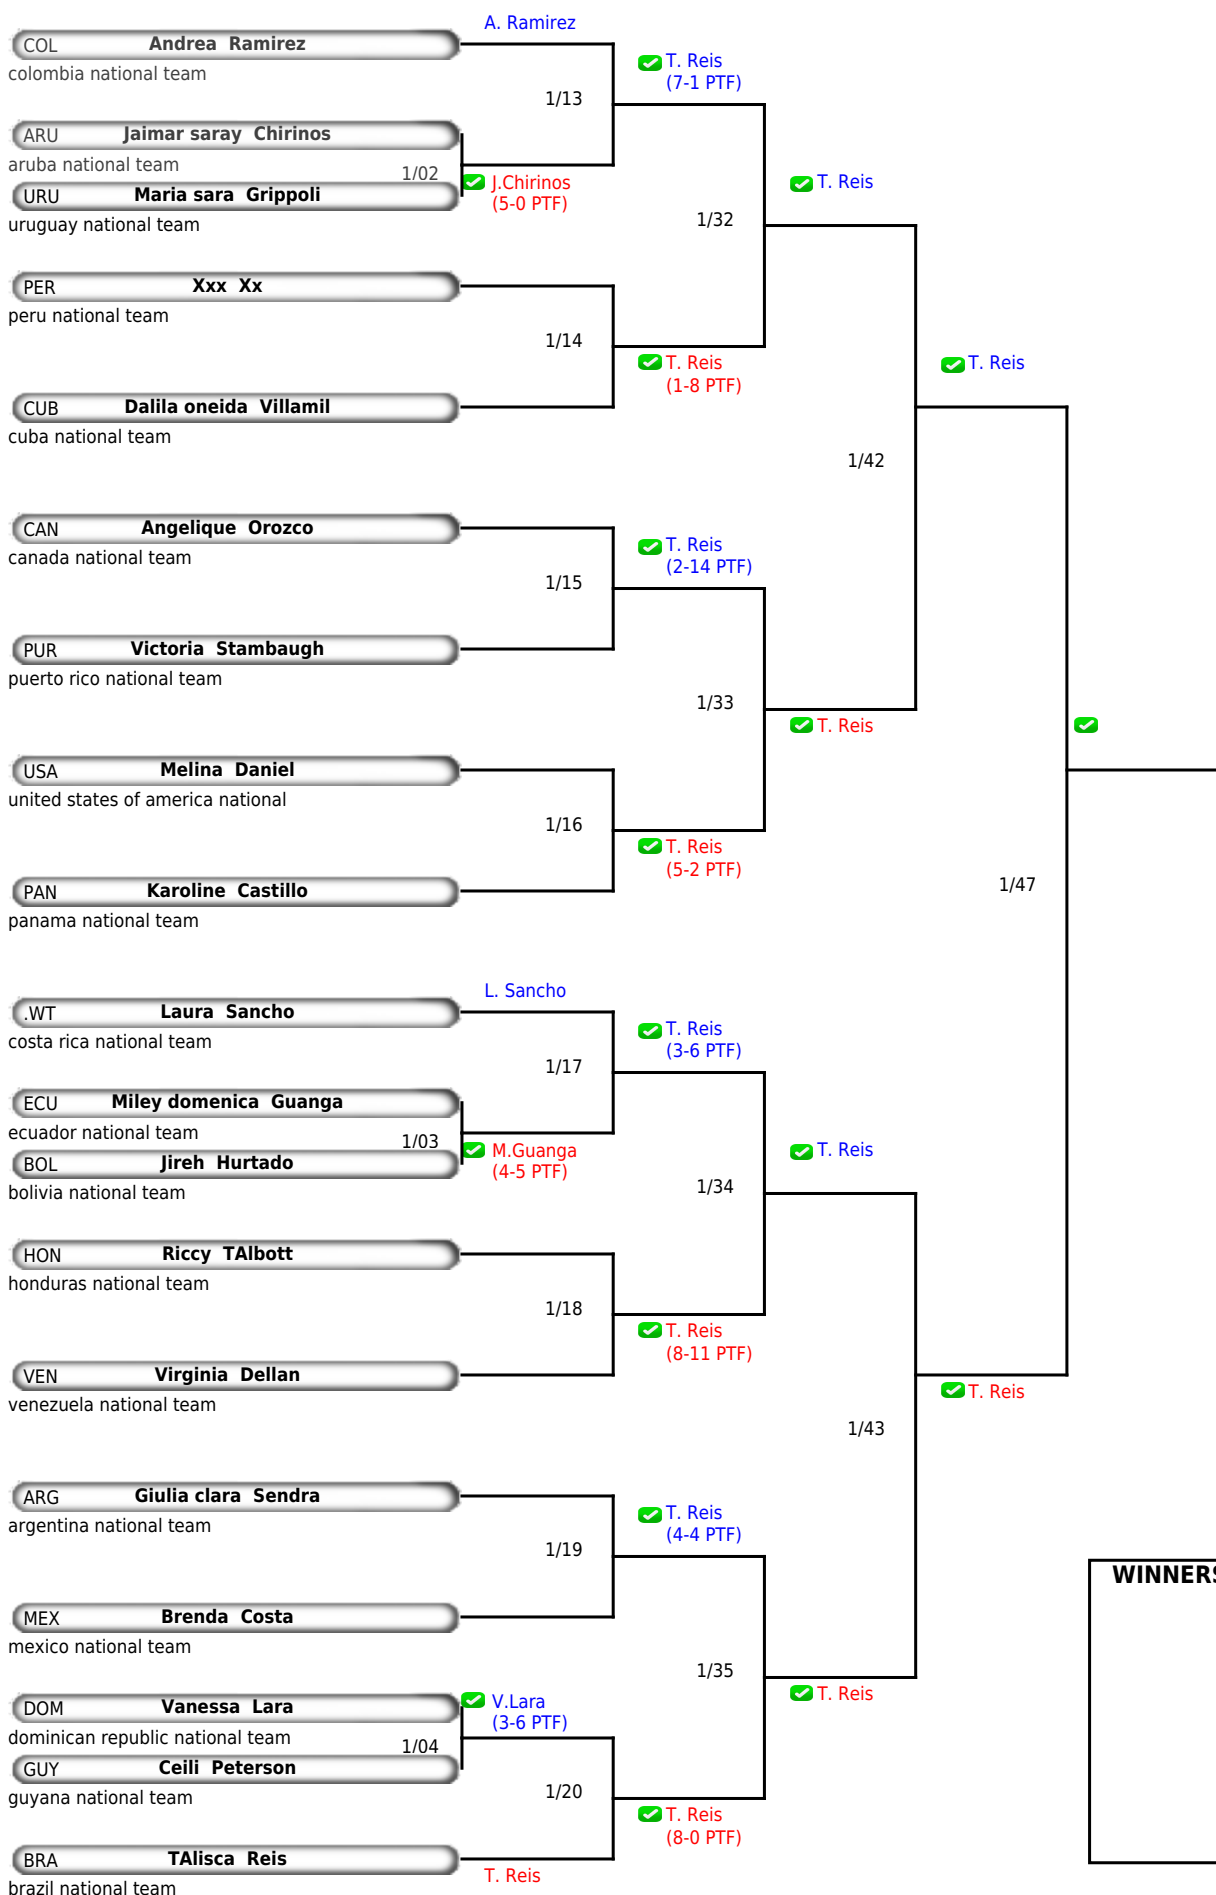 A. Ramirez
COL Andrea Ramirez
colombia national team
T. Reis
(7-1 PTF)
1/13
ARU Jaimar saray Chirinos
aruba national team
1/02
J.Chirinos
(5-0 PTF)
URU Maria sara Grippoli
uruguay national team
T. Reis
1/32
PER Xxx Xx
peru national team
1/14
T. Reis
(1-8 PTF)
T. Reis
CUB Dalila oneida Villamil
cuba national team
1/42
CAN Angelique Orozco
canada national team
T. Reis
(2-14 PTF)
1/15
PUR Victoria Stambaugh
puerto rico national team
1/33
T. Reis
USA Melina Daniel
united states of america national
1/16
T. Reis
(5-2 PTF)
PAN Karoline Castillo
panama national team
1/47
L. Sancho
.WT Laura Sancho
costa rica national team
T. Reis
(3-6 PTF)
1/17
ECU Miley domenica Guanga
ecuador national team
1/03
M.Guanga
(4-5 PTF)
BOL Jireh Hurtado
bolivia national team
T. Reis
1/34
HON Riccy TAlbott
honduras national team
1/18
T. Reis
(8-11 PTF)
VEN Virginia Dellan
venezuela national team
T. Reis
1/43
ARG Giulia clara Sendra
argentina national team
T. Reis
(4-4 PTF)
1/19
WINNERS
MEX Brenda Costa
mexico national team
1/35
T. Reis
DOM Vanessa Lara
dominican republic national team
V.Lara
(3-6 PTF)
1/04
GUY Ceili Peterson
guyana national team
1/20
T. Reis
(8-0 PTF)
BRA TAlisca Reis
brazil national team
T. Reis